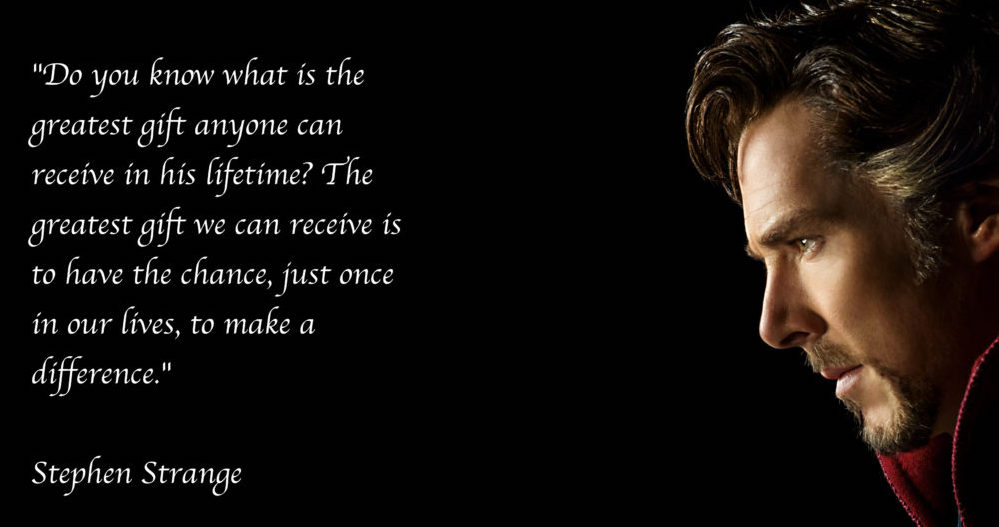 "Do you know what is the
greatest gift anyone can
receive in his lifetime? The
greatest gift we can receive is
to have the chance, just once
in our lives, to make a
difference."
Stephen Strange